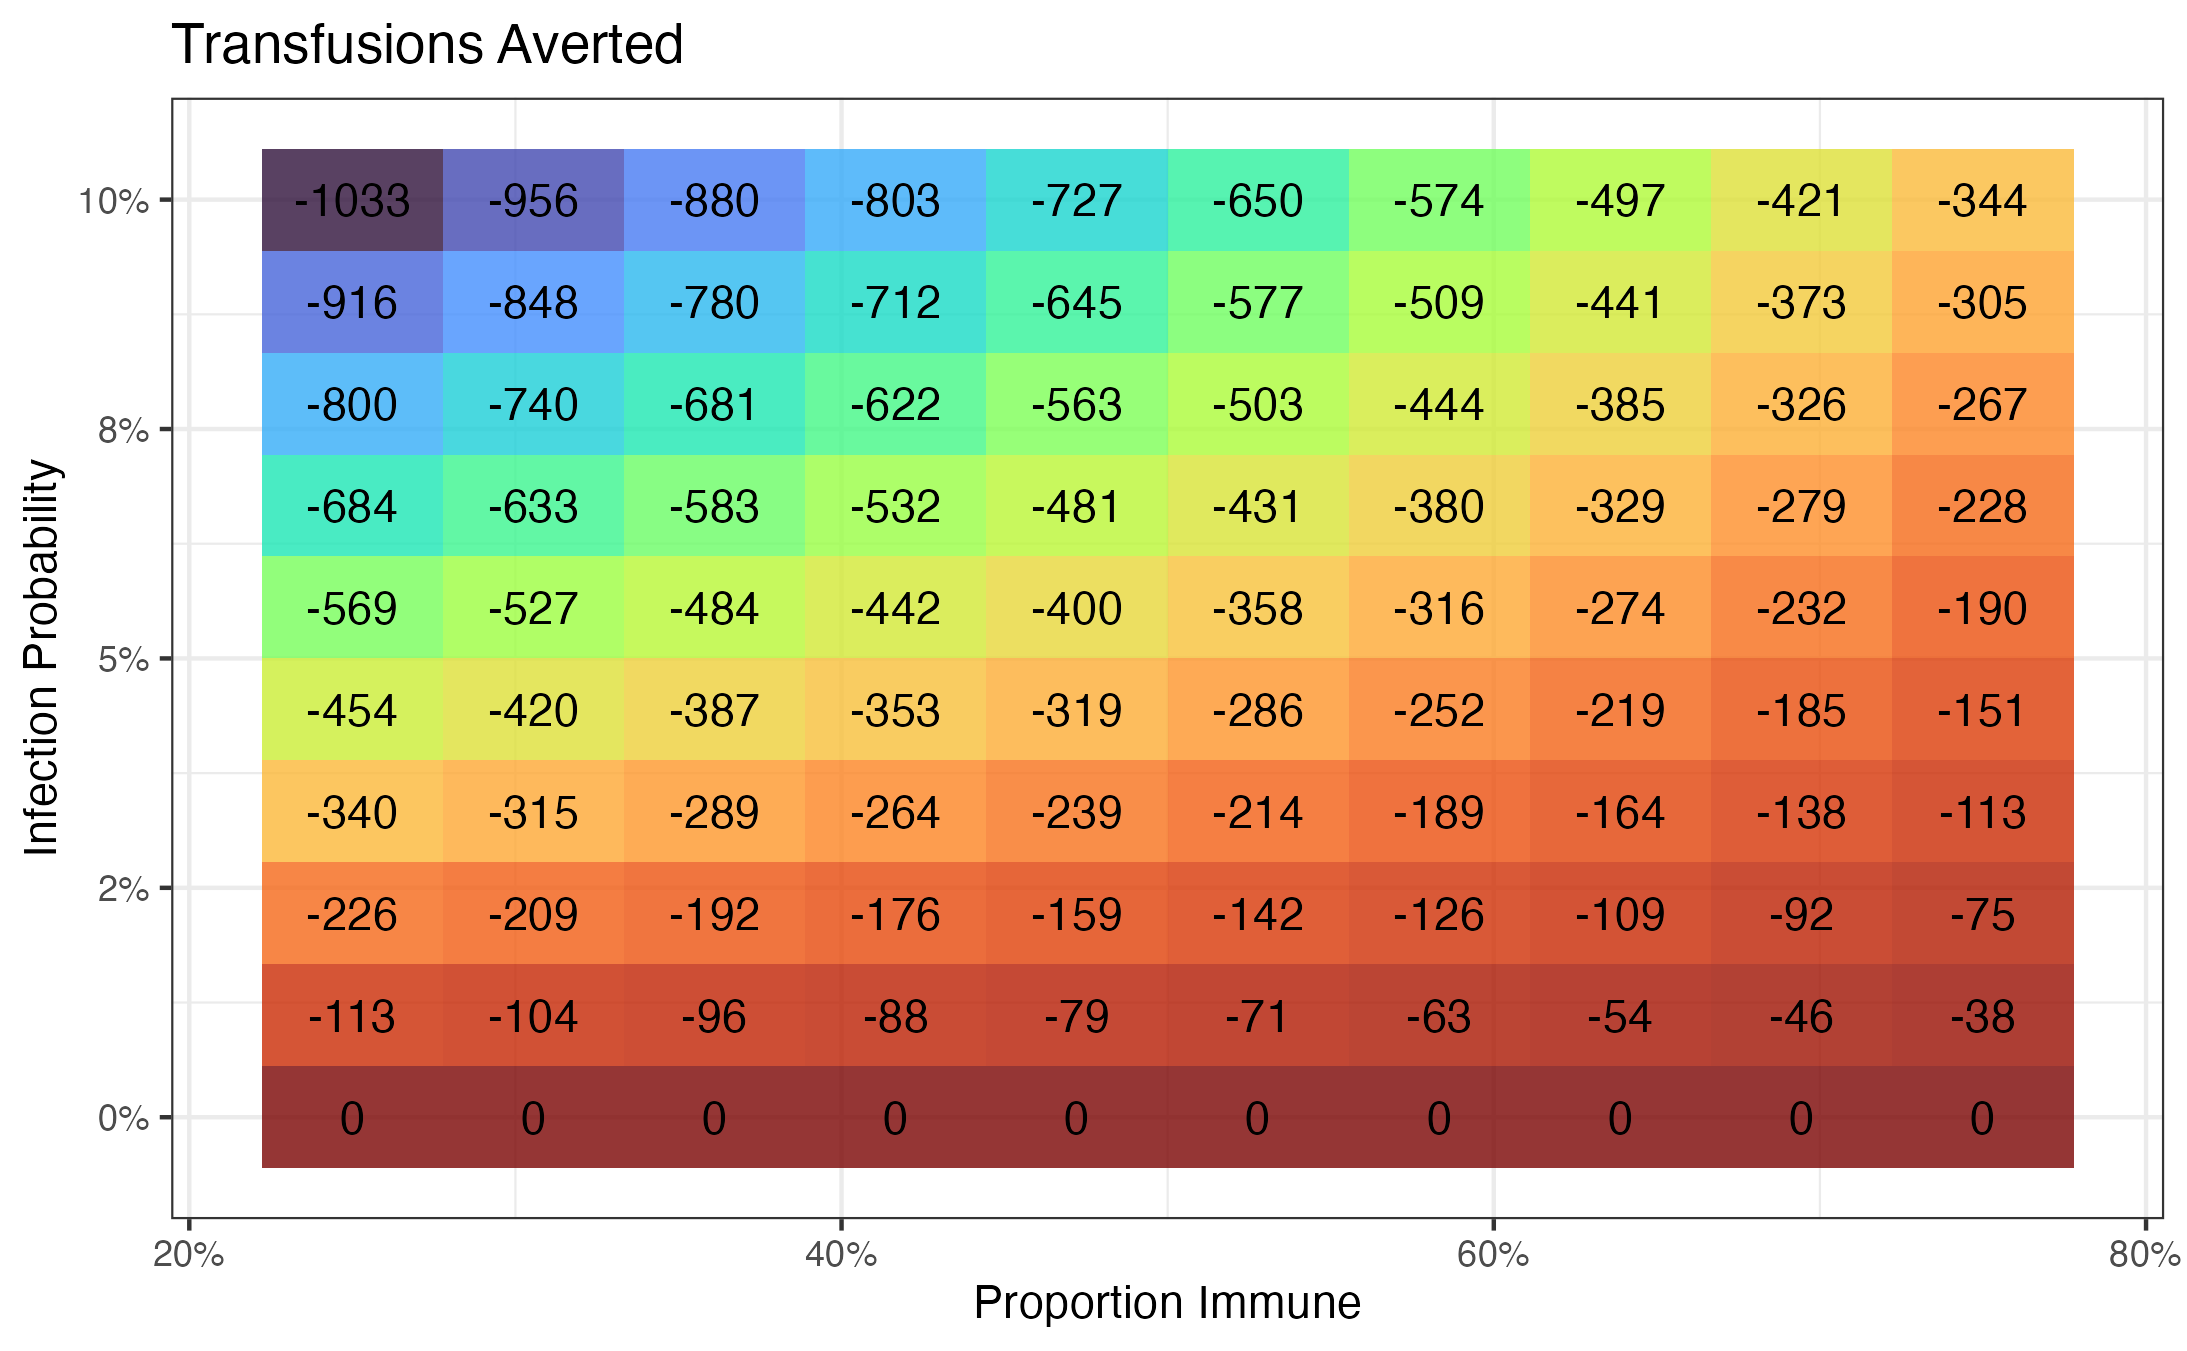 Transfusions Averted
10% -1033 -956 -880 -803 -727 -650 -574 -497 -421 -344
-916 -848 -780 -712 -645 -577 -509 -441 -373 -305
8% -800 -740 -681 -622 -563 -503 -444 -385 -326 -267
-684 -633 -583 -532 -481 -431 -380 -329 -279 -228
-569 -527 -484 -442 -400 -358 -316 -274 -232 -190
5% -454 -420 -387 -353 -319 -286 -252 -219 -185 -151
-340 -315 -289 -264 -239 -214 -189 -164 -138 -113
2% -226 -209 -192 -176 -159 -142 -126 -109 -92 -75
-113 -104 -96 -88 -79 -71 -63 -54 -46 -38
0% 0 0 0 0 0 0 0 0 0 0
Infection Probability
20% 40% 60% 80%
Proportion Immune